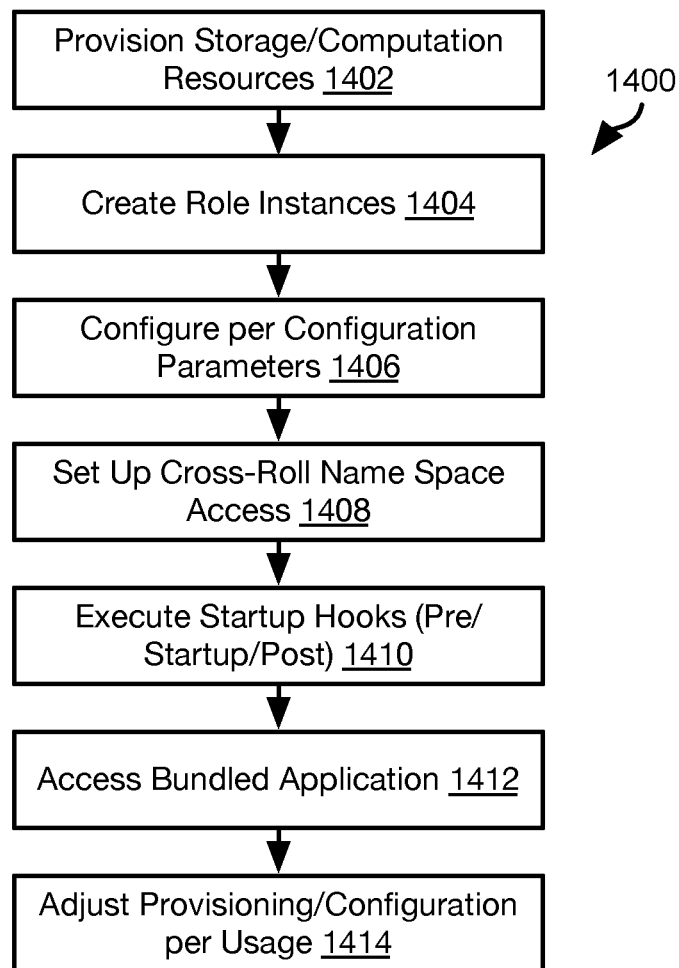 Provision Storage/Computation
Resources 1402
1400
Create Role Instances 1404
Configure per Configuration
Parameters 1406
Set Up Cross-Roll Name Space
Access 1408
Execute Startup Hooks (Pre/
Startup/Post) 1410
Access Bundled Application 1412
Adjust Provisioning/Configuration
per Usage 1414